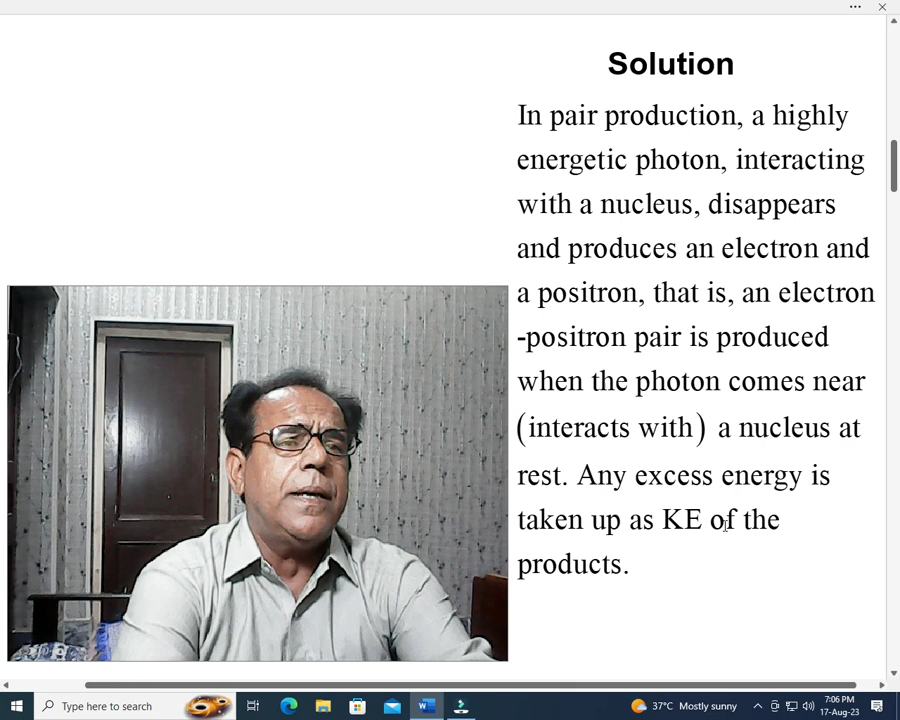 Solution
In pair production, a highly
energetic photon, interacting
with a nucleus, disappears
and produces an electron and
a positron, that is, an electron
-positron pair is produced
when the photon comes near
(interacts with) a nucleus at
rest. Any excess energy is
taken up as KE of the
products.
Type here to search
37°C Mostly sunny
7:06 PM
17-Aug-23